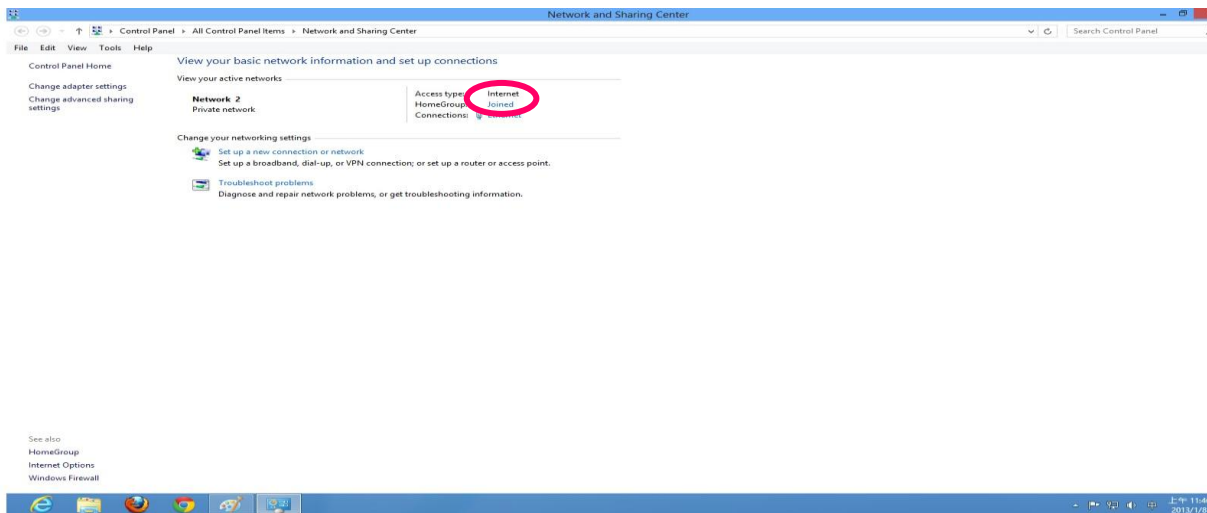 Network and Sharing Center
Control Panel ▸ All Control Panel Items ▸ Network and Sharing Center
Search Control Panel
File Edit View Tools Help
Control Panel Home
Change adapter settings
Change advanced sharing
settings
View your basic network information and set up connections
View your active networks
Network 2
Private network
Access type: Internet
HomeGroup: Joined
Connections:
Change your networking settings
Set up a new connection or network
Set up a broadband, dial-up, or VPN connection; or set up a router or access point.
Troubleshoot problems
Diagnose and repair network problems, or get troubleshooting information.
See also
HomeGroup
Internet Options
Windows Firewall
上午
2013/1/8